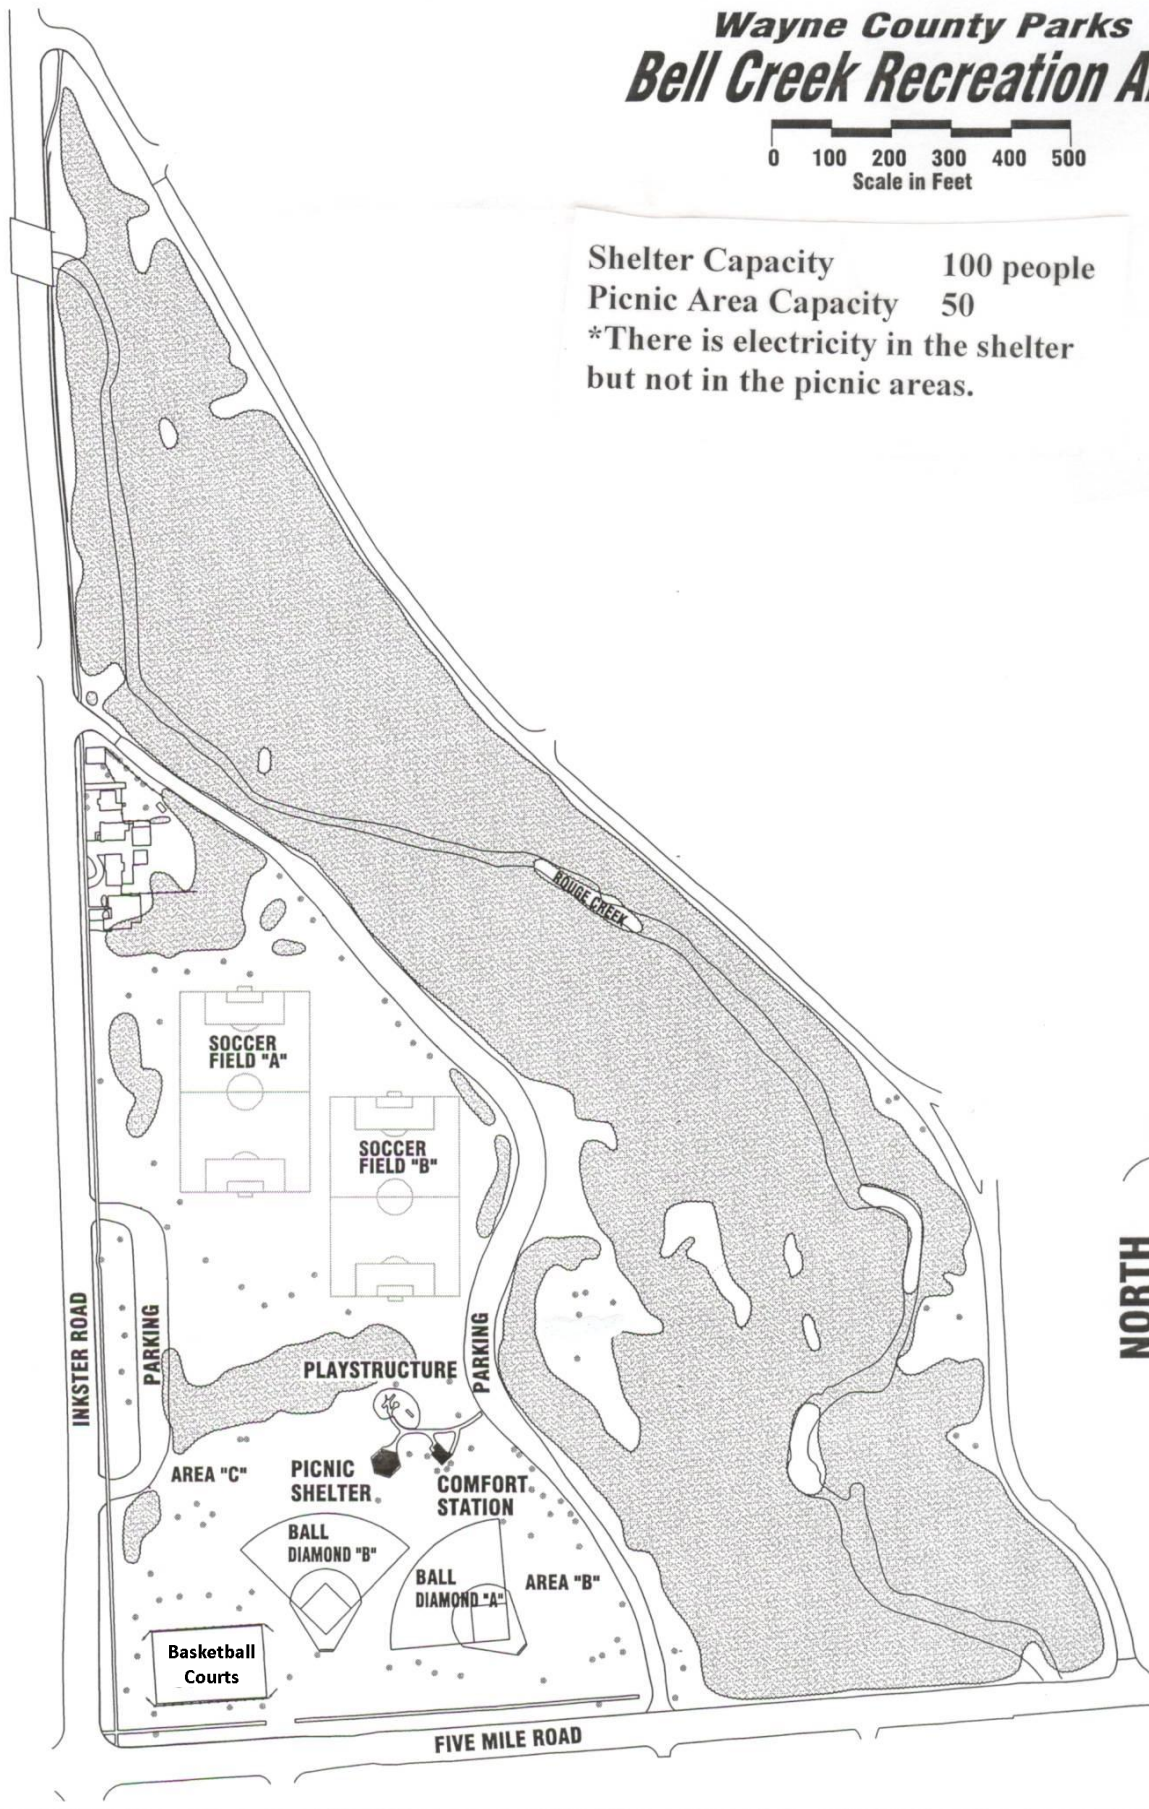 Wayne County Parks
Bell Creek Recreation A
0 100 200 300 400 500
Scale in Feet
Shelter Capacity 100 people
Picnic Area Capacity 50
*There is electricity in the shelter
but not in the picnic areas.
ROUGE CREEK
SOCCER
FIELD "A"
SOCCER
FIELD "B"
NORTH
INKSTER ROAD
PARKING
PARKING
PLAYSTRUCTURE
AREA "C"
PICNIC
SHELTER
COMFORT
STATION
BALL
DIAMOND "B"
BALL
DIAMOND "A"
AREA "B"
Basketball
Courts
FIVE MILE ROAD